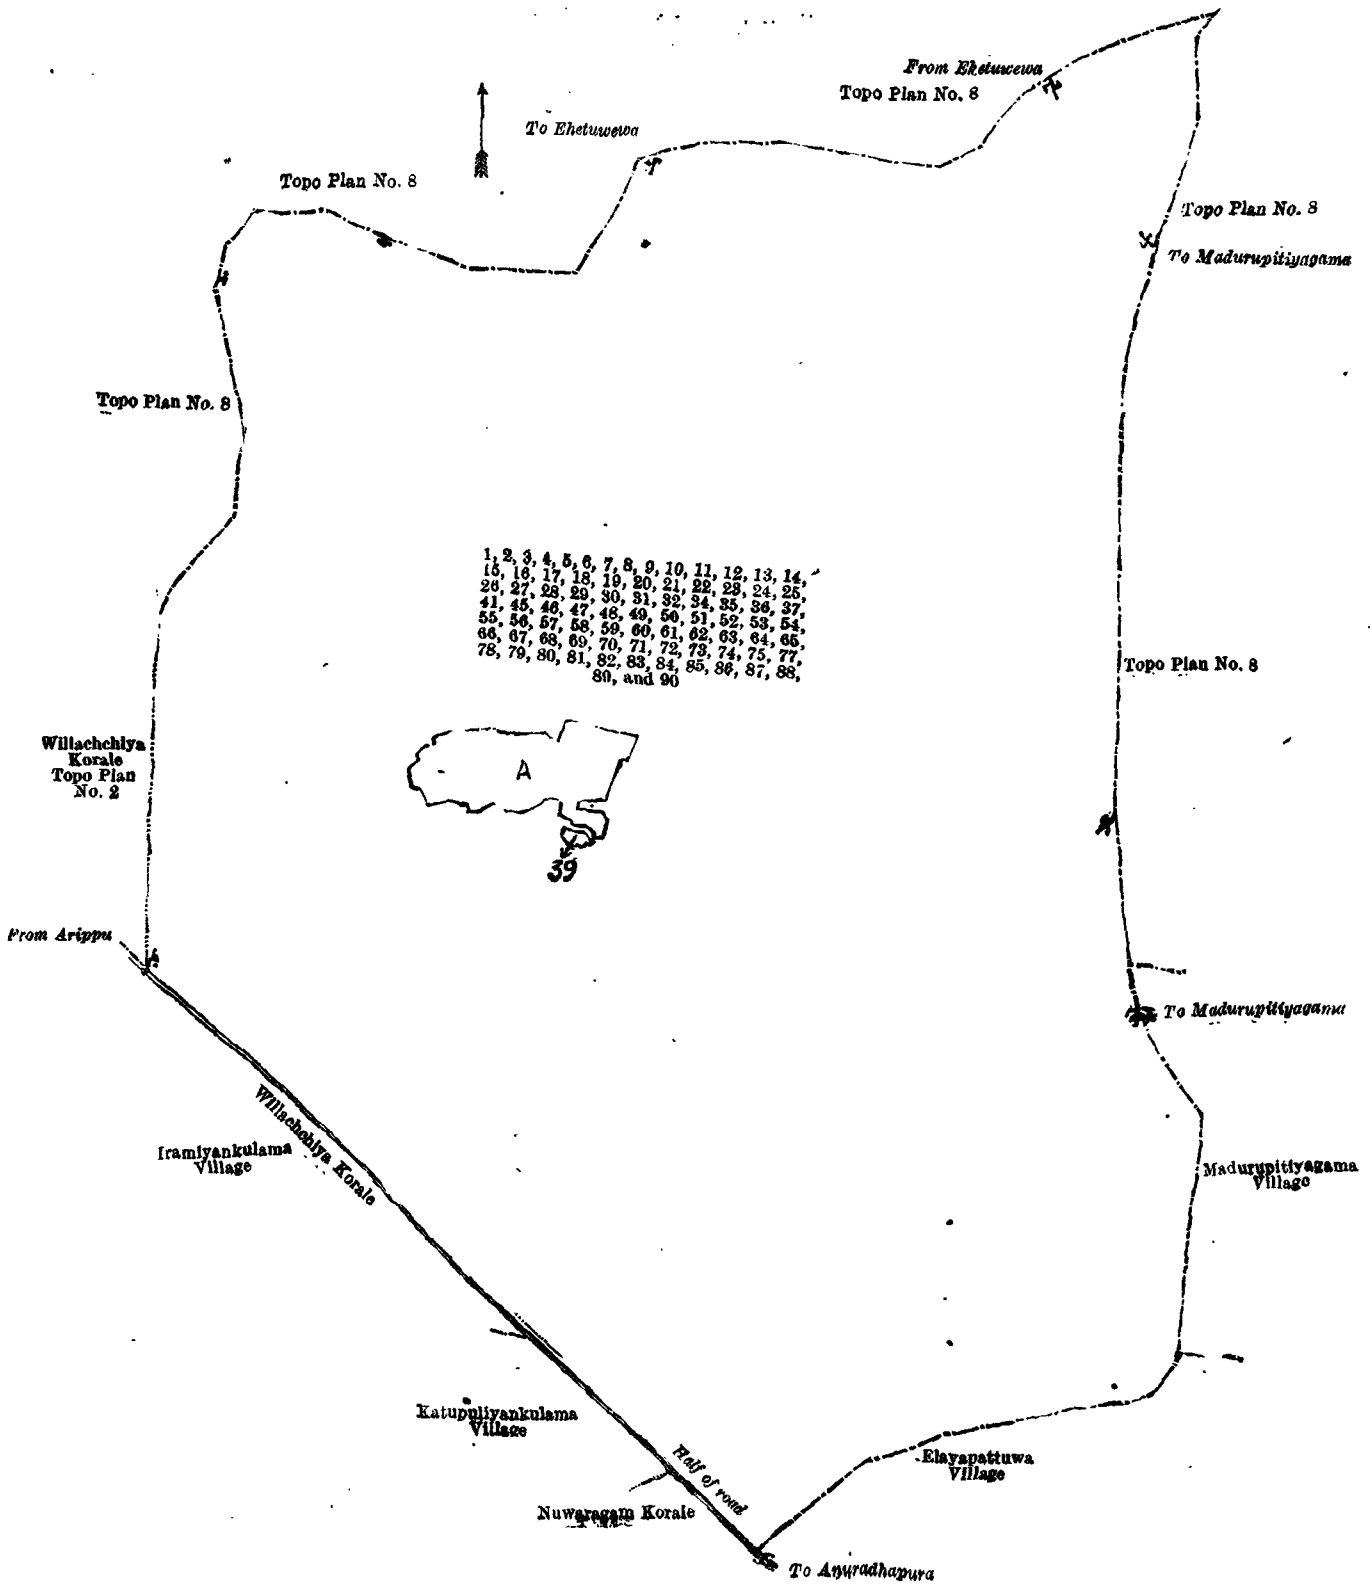 From Ehetuwewa
Topo Plan No. 8
To Ehetuwewa
Topo Plan No. 8
Topo Plan No. 8
To Madurupitiyagama
Topo Plan No. 8
1, 2, 3, 4, 5, 6, 7, 8, 9, 10, 11, 12, 13, 14,
15, 16, 17, 18, 19, 20, 21, 22, 23, 24, 25,
26, 27, 28, 29, 30, 31, 32, 34, 35, 36, 37,
41, 45, 46, 47, 48, 49, 50, 51, 52, 53, 54,
55, 56, 57, 58, 59, 60, 61, 62, 63, 64, 65,
66, 67, 68, 69, 70, 71, 72, 73, 74, 75, 77,
78, 79, 80, 81, 82, 83, 84, 85, 86, 87, 88,
89, and 90
Topo Plan No. 8
Willachchiya
Korale
Topo Plan
No. 2
A
39
From Arippu
To Madurupitiyagama
Willachchiya Korale
Iramiyankulama
Village
Madurupitiyagama
Village
Katupuliyankulama
Village
Half of road
Elayapattuwa
Village
Nuwaragam Korale
To Anuradhapura